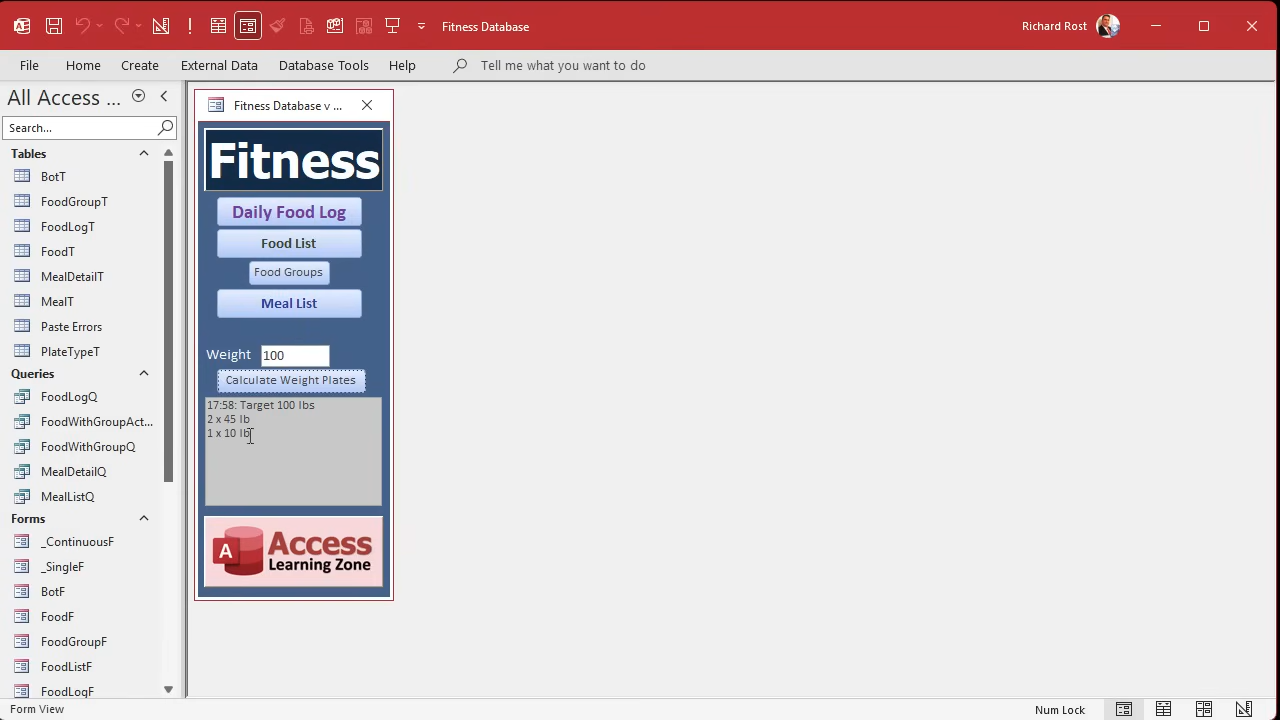 Fitness Database
Richard Rost
File Home Create External Data Database Tools Help Tell me what you want to do
All Access ...
Search...
Tables
BotT
FoodGroupT
FoodLogT
FoodT
MealDetailT
MealT
Paste Errors
PlateTypeT
Queries
FoodLogQ
FoodWithGroupAct...
FoodWithGroupQ
MealDetailQ
MealListQ
Forms
_ContinuousF
_SingleF
BotF
FoodF
FoodGroupF
FoodListF
FoodLogF
Fitness Database v ...
Fitness
Daily Food Log
Food List
Food Groups
Meal List
Weight 100
Calculate Weight Plates
17:58: Target 100 lbs
2 x 45 lb
1 x 10 lb
A Access
Learning Zone
Form View
Num Lock